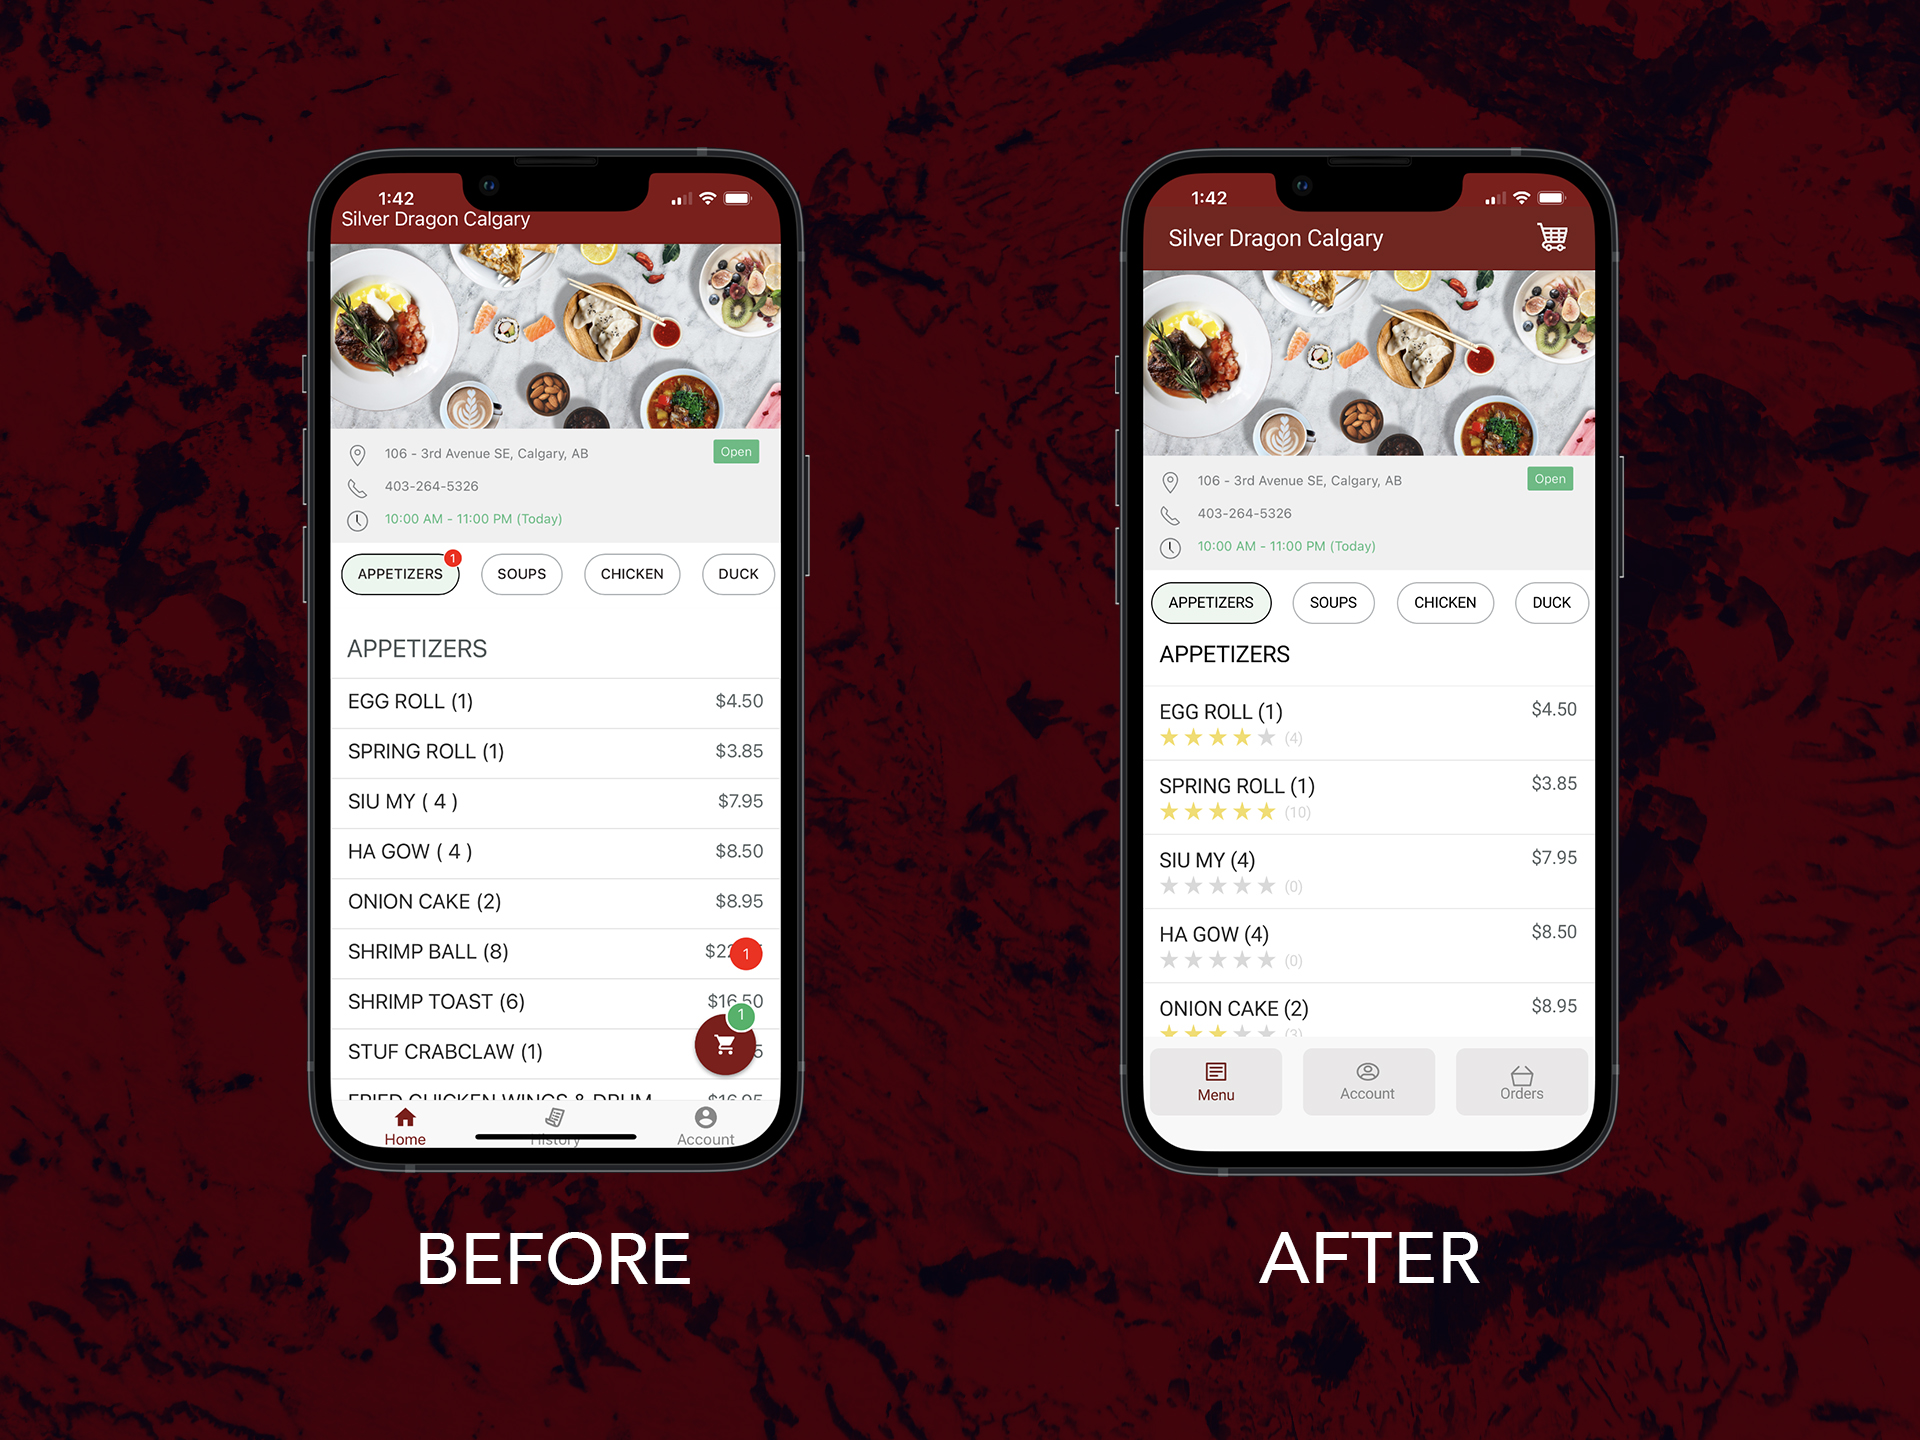 1:42
Silver Dragon Calgary
106 - 3rd Avenue SE, Calgary, AB
Open
403-264-5326
10:00 AM - 11:00 PM (Today)
APPETIZERS 1 SOUPS CHICKEN DUCK
APPETIZERS
EGG ROLL (1) $4.50
SPRING ROLL (1) $3.85
SIU MY ( 4 ) $7.95
HA GOW ( 4 ) $8.50
ONION CAKE (2) $8.95
SHRIMP BALL (8) 1
SHRIMP TOAST (6) $16.50
1
STUF CRABCLAW (1)
FRIED CHICKEN WINGS & DRUM $16.95
Home History Account
BEFORE
1:42
Silver Dragon Calgary
106 - 3rd Avenue SE, Calgary, AB
Open
403-264-5326
10:00 AM - 11:00 PM (Today)
APPETIZERS SOUPS CHICKEN DUCK
APPETIZERS
EGG ROLL (1) $4.50
(4)
SPRING ROLL (1) $3.85
(10)
SIU MY (4) $7.95
(0)
HA GOW (4) $8.50
(0)
ONION CAKE (2) $8.95
(3)
Menu Account Orders
AFTER